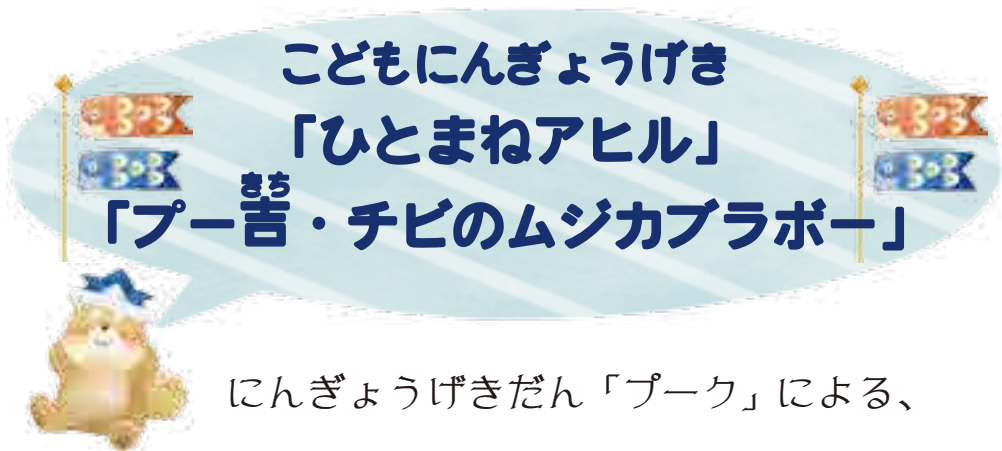 こどもにんぎょうげき
「ひとまねアヒル」
きち
「プー吉・チビのムジカブラボー」
にんぎょうげきだん「プーク」による、